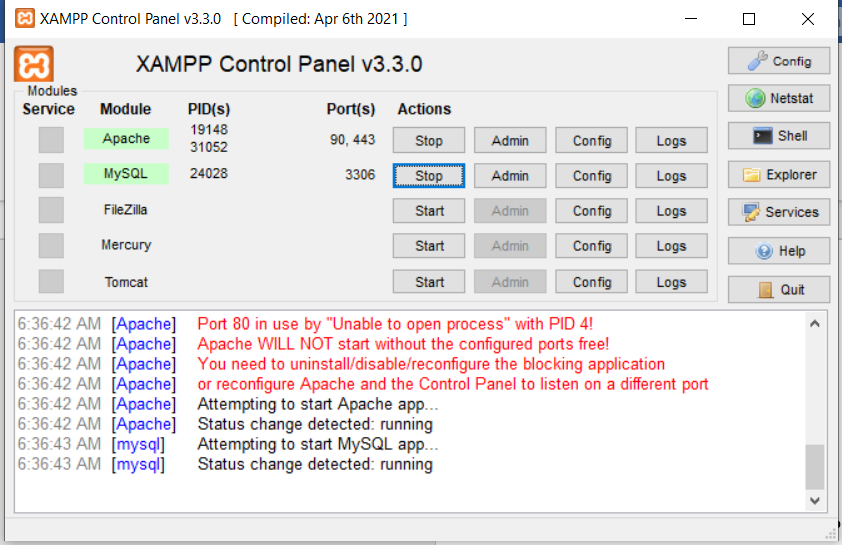 XAMPP Control Panel v3.3.0 [ Compiled: Apr 6th 2021 ]
XAMPP Control Panel v3.3.0
Config
Modules
Service Module PID(s) Port(s) Actions
Netstat
Apache 19148 31052 90, 443 Stop Admin Config Logs
Shell
MySQL 24028 3306 Stop Admin Config Logs
Explorer
FileZilla Start Admin Config Logs
Services
Mercury Start Admin Config Logs
Help
Tomcat Start Admin Config Logs
Quit
6:36:42 AM [Apache] Port 80 in use by "Unable to open process" with PID 4!
6:36:42 AM [Apache] Apache WILL NOT start without the configured ports free!
6:36:42 AM [Apache] You need to uninstall/disable/reconfigure the blocking application
6:36:42 AM [Apache] or reconfigure Apache and the Control Panel to listen on a different port
6:36:42 AM [Apache] Attempting to start Apache app...
6:36:42 AM [Apache] Status change detected: running
6:36:43 AM [mysql] Attempting to start MySQL app...
6:36:43 AM [mysql] Status change detected: running